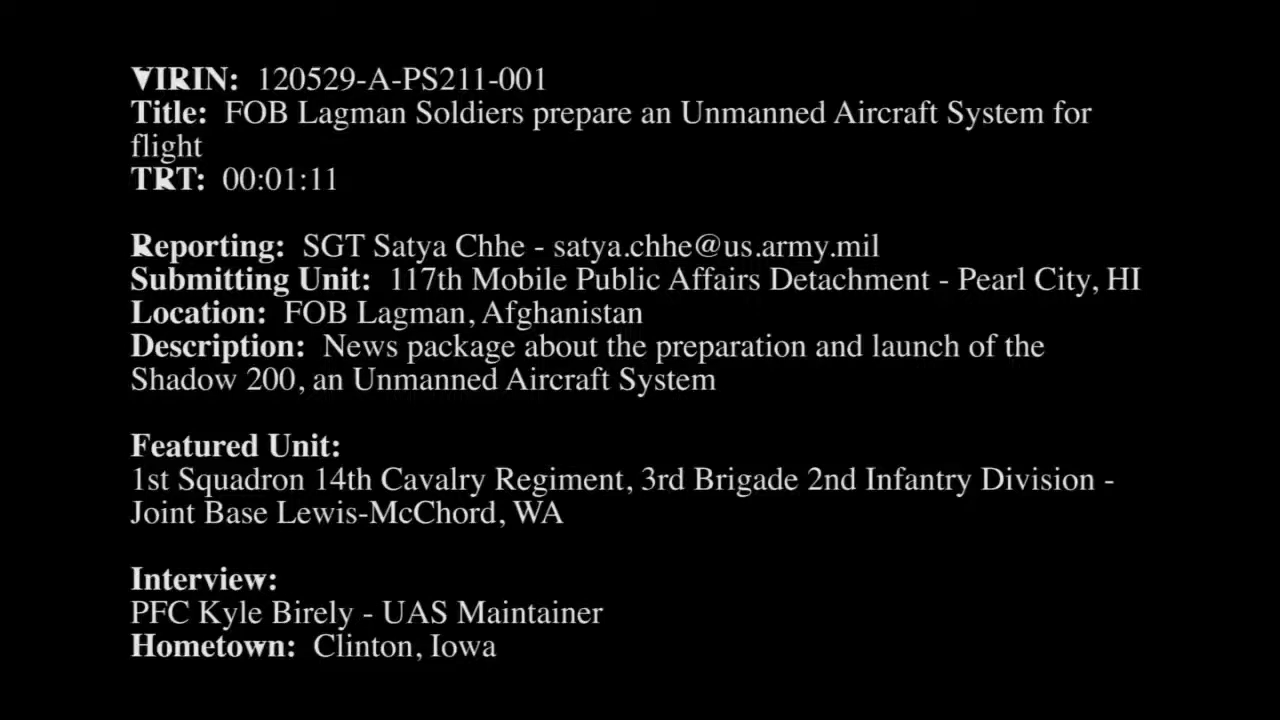 VIRIN: 120529-A-PS211-001
Title: FOB Lagman Soldiers prepare an Unmanned Aircraft System for
flight
TRT: 00:01:11
Reporting: SGT Satya Chhe - satya.chhe@us.army.mil
Submitting Unit: 117th Mobile Public Affairs Detachment - Pearl City, HI
Location: FOB Lagman, Afghanistan
Description: News package about the preparation and launch of the
Shadow 200, an Unmanned Aircraft System
Featured Unit:
1st Squadron 14th Cavalry Regiment, 3rd Brigade 2nd Infantry Division -
Joint Base Lewis-McChord, WA
Interview:
PFC Kyle Birely - UAS Maintainer
Hometown: Clinton, Iowa